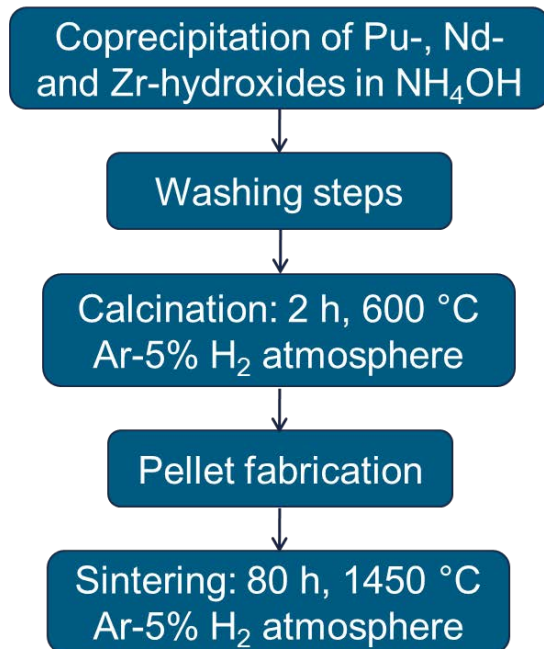 Coprecipitation of Pu-, Nd-
and Zr-hydroxides in NH₄OH
Washing steps
Calcination: 2 h, 600 °C
Ar-5% H₂ atmosphere
Pellet fabrication
Sintering: 80 h, 1450 °C
Ar-5% H₂ atmosphere